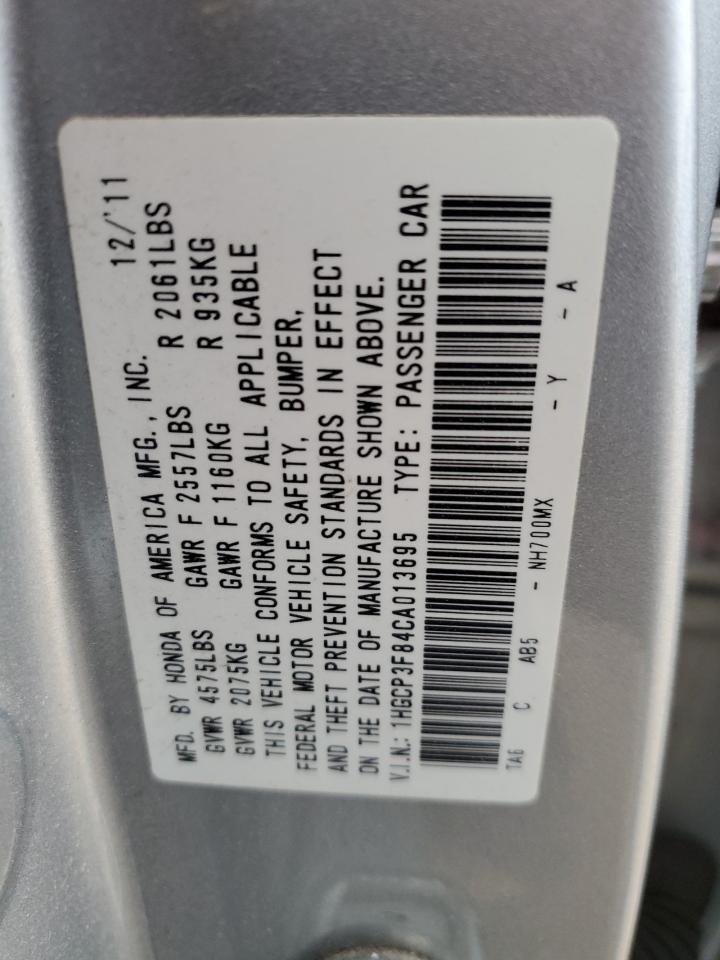 MFD. BY HONDA OF AMERICA MFG., INC. 12/'11
GVWR 4575LBS GAWR F 2557LBS R 2061LBS
GVWR 2075KG GAWR F 1160KG R 935KG
THIS VEHICLE CONFORMS TO ALL APPLICABLE
FEDERAL MOTOR VEHICLE SAFETY, BUMPER,
AND THEFT PREVENTION STANDARDS IN EFFECT
ON THE DATE OF MANUFACTURE SHOWN ABOVE.
V.I.N.: 1HGCP3F84CA013695 TYPE: PASSENGER CAR
TA6 C AB5 - NH700MX - Y - A